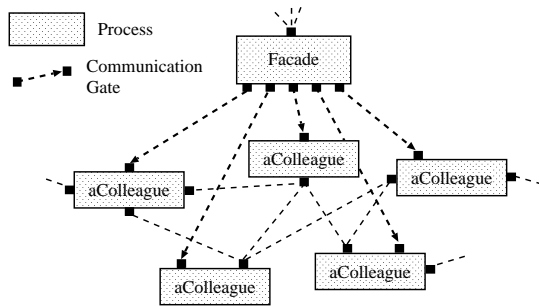 Process
Communication
Gate
Facade
aColleague
aColleague
aColleague
aColleague
aColleague